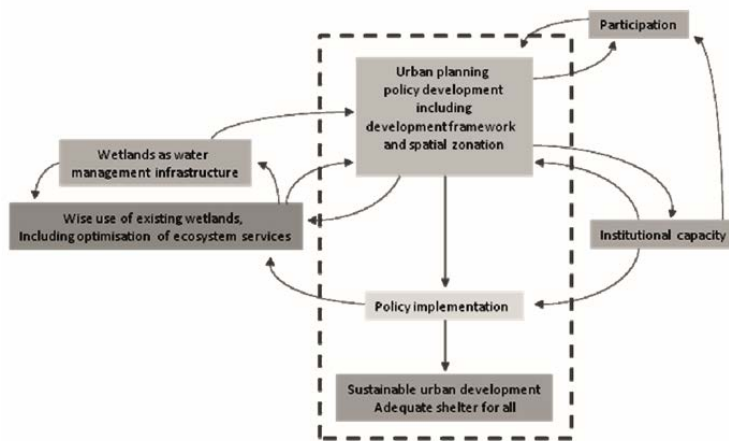 Participation
Urban planning
policy development
including
development framework
and spatial zonation
Wetlands as water
management infrastructure
Wise use of existing wetlands,
Including optimisation of ecosystem services
Institutional capacity
Policy implementation
Sustainable urban development
Adequate shelter for all